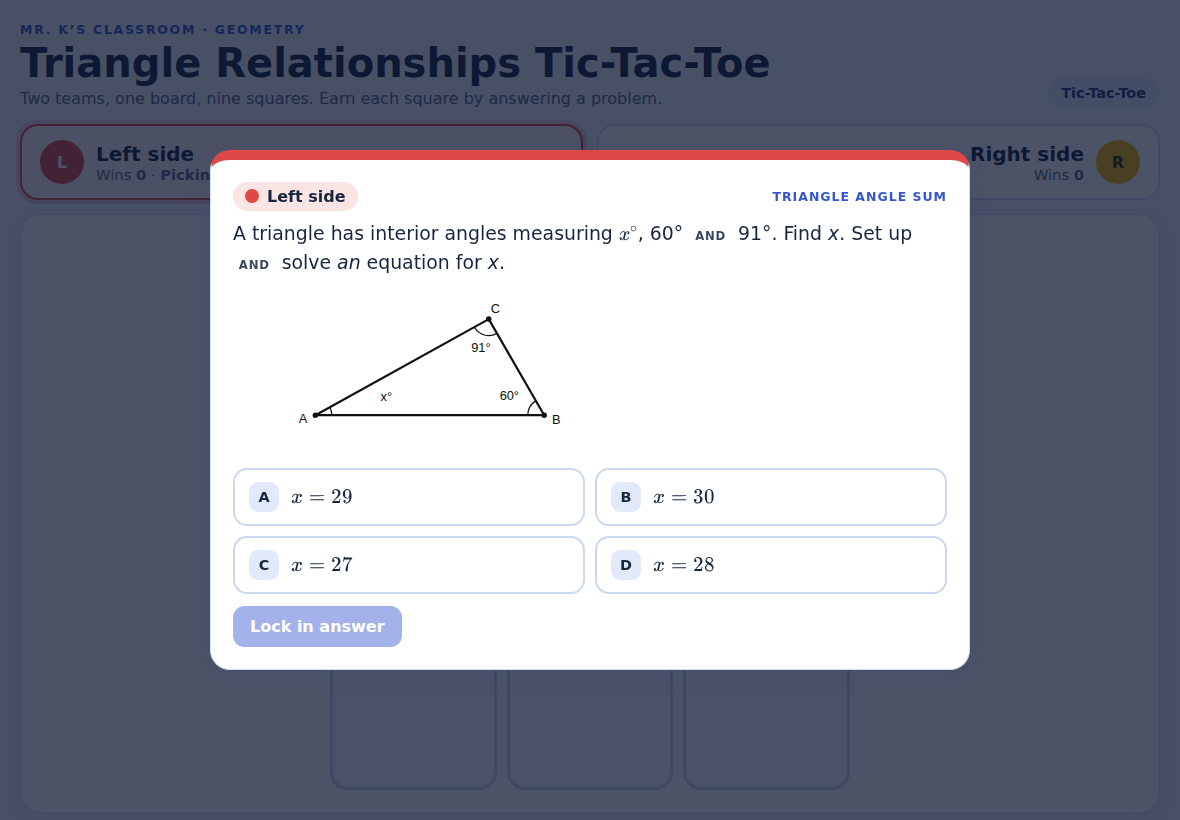 MR. K'S CLASSROOM · GEOMETRY
Triangle Relationships Tic-Tac-Toe
Two teams, one board, nine squares. Earn each square by answering a problem.
Tic-Tac-Toe
L
Left side
Wins 0 · Pickin
Right side
Wins 0
R
Left side
TRIANGLE ANGLE SUM
A triangle has interior angles measuring x°, 60° AND 91°. Find x. Set up
AND solve an equation for x.
C
91°
x°
60°
A
B
A x = 29
B x = 30
C x = 27
D x = 28
Lock in answer